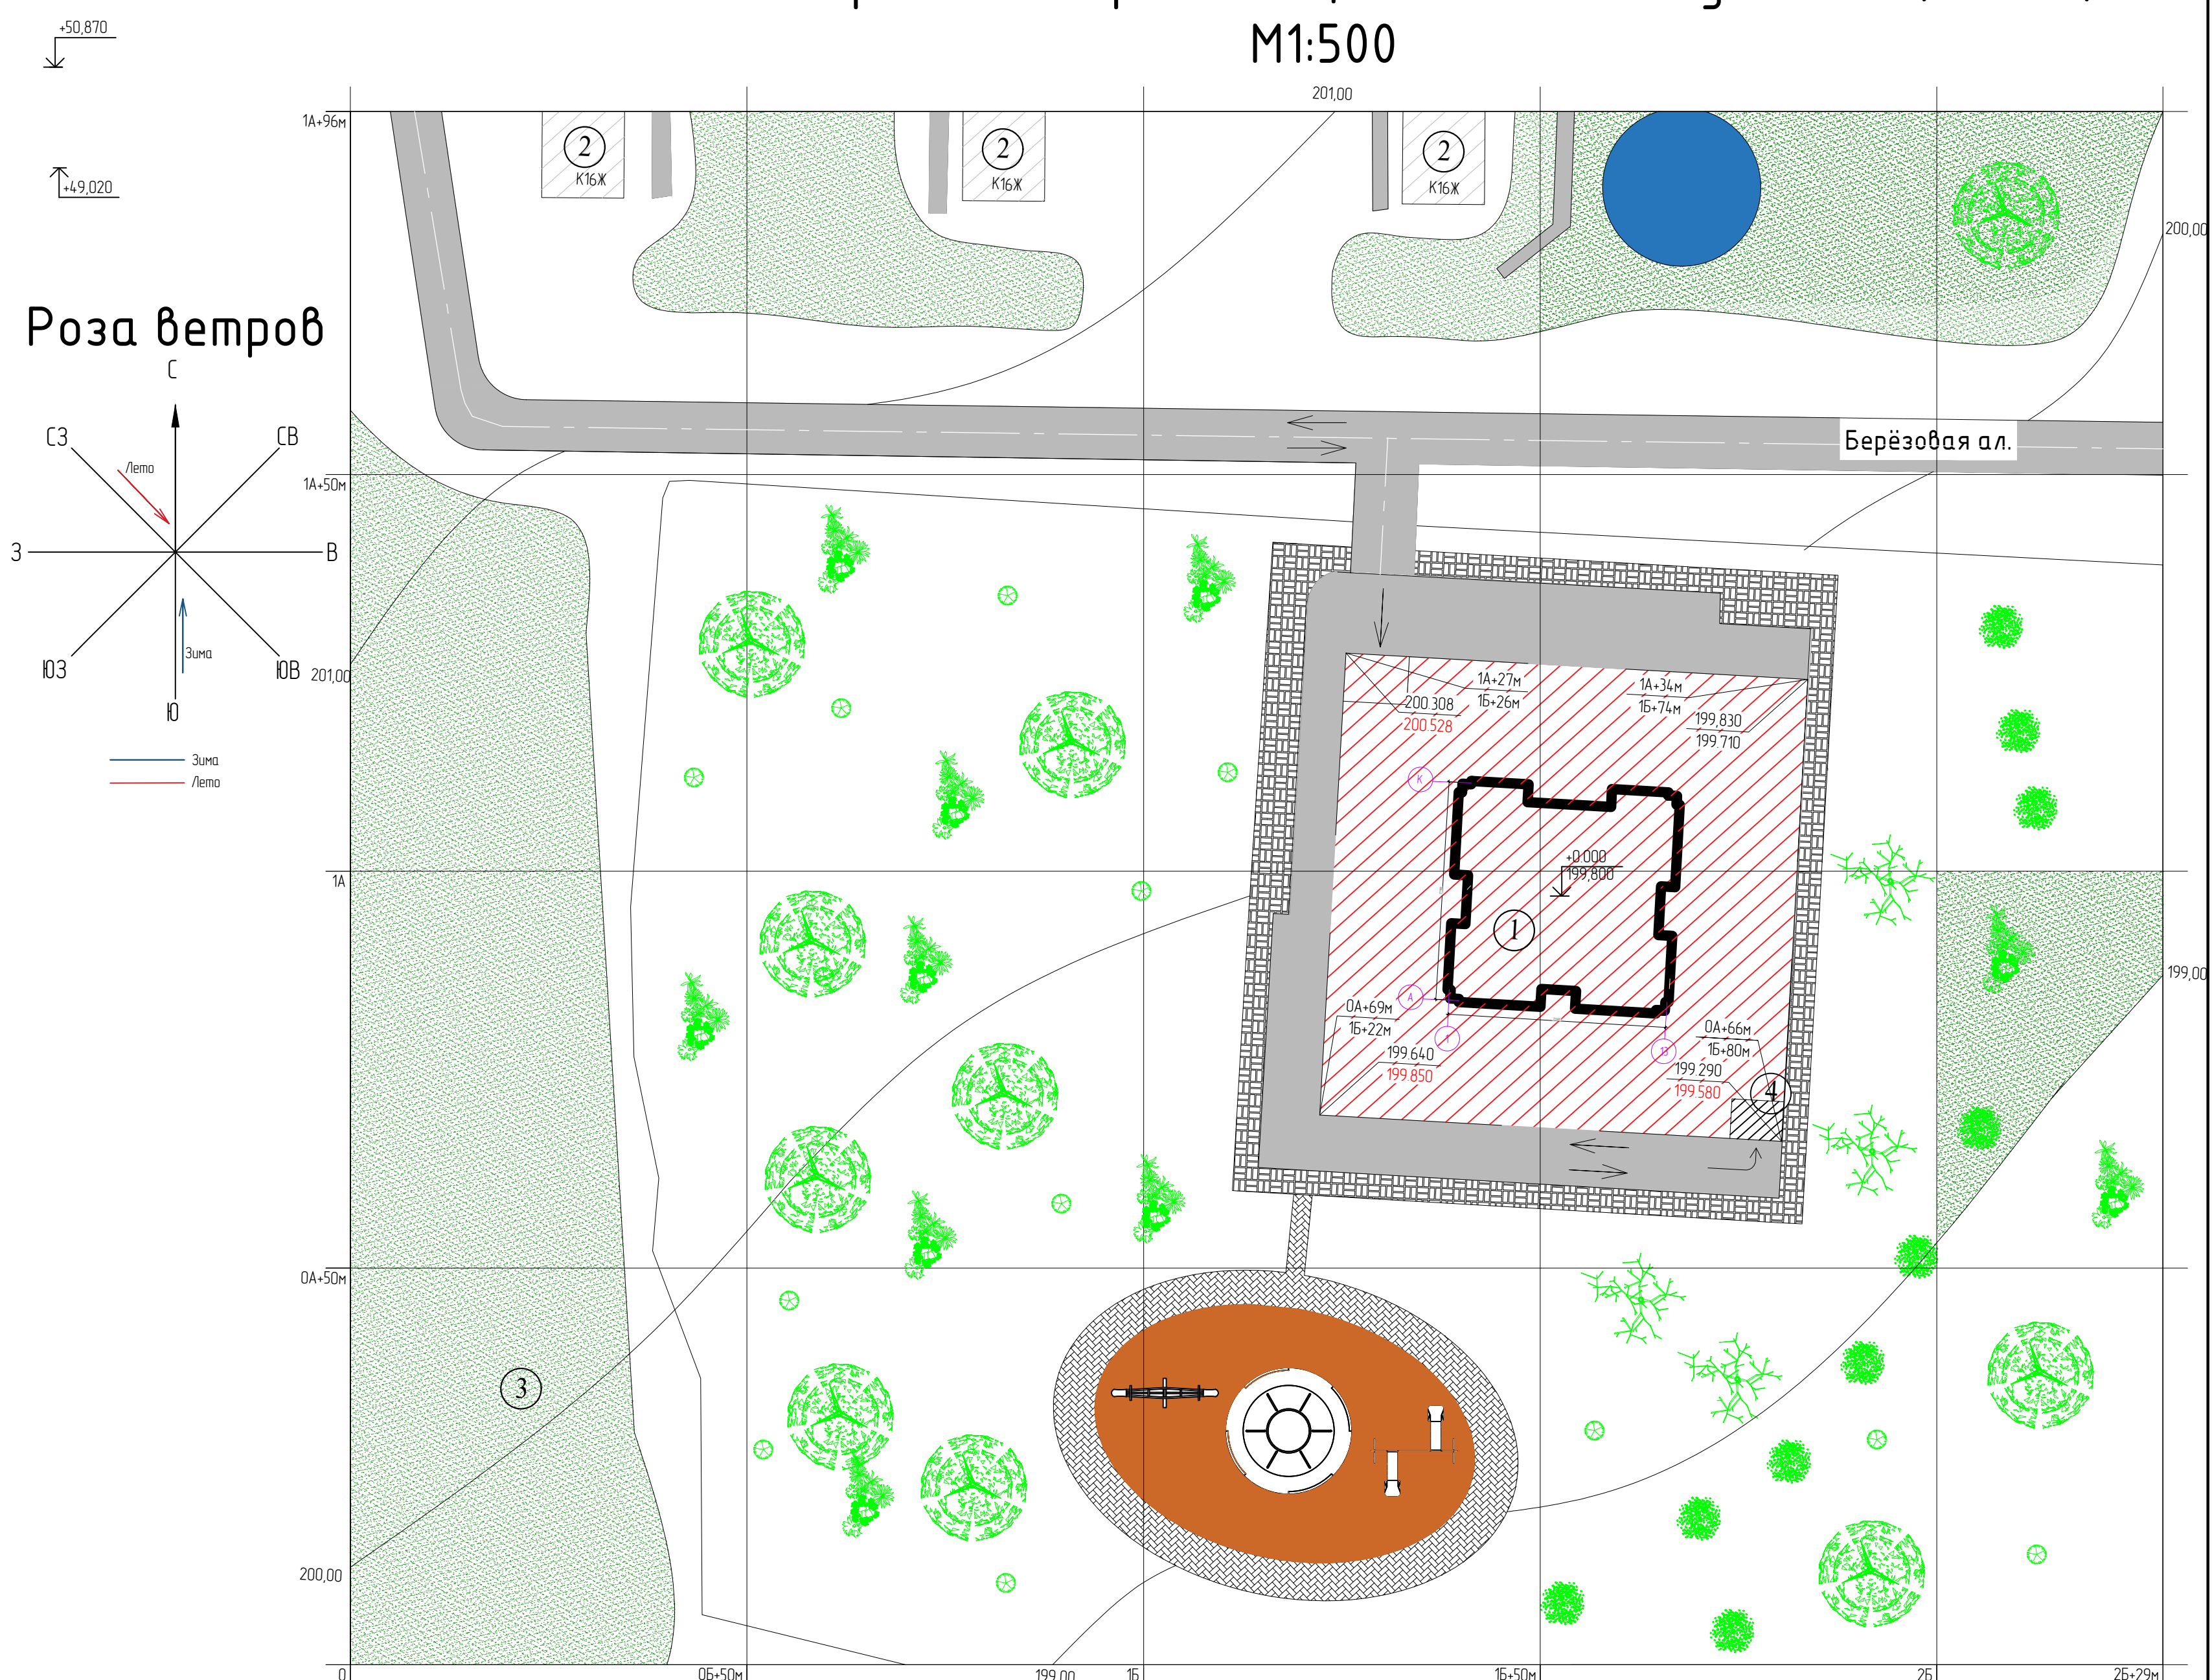 М1:500
+50,870
+49,020
201,00
1А+96м
2
К16Ж
2
К16Ж
2
К16Ж
200,00
Роза ветров
С
СЗ
СВ
Лето
З
В
Зима
ЮЗ
ЮВ
Ю
Зима
Лето
Берёзовая ал.
1А+50м
201,00
1А+27м
1Б+26м
200.308
200.528
1А+34м
1Б+74м
199,830
199.710
К
+0.000
199,800
1А
1
199,00
А
0А+69м
1Б+22м
1
13
0А+66м
1Б+80м
199.640
199.850
199.290
199.580
4
0А+50м
3
200,00
0
0Б+50м
199,00
1Б
1Б+50м
2Б
2Б+29м